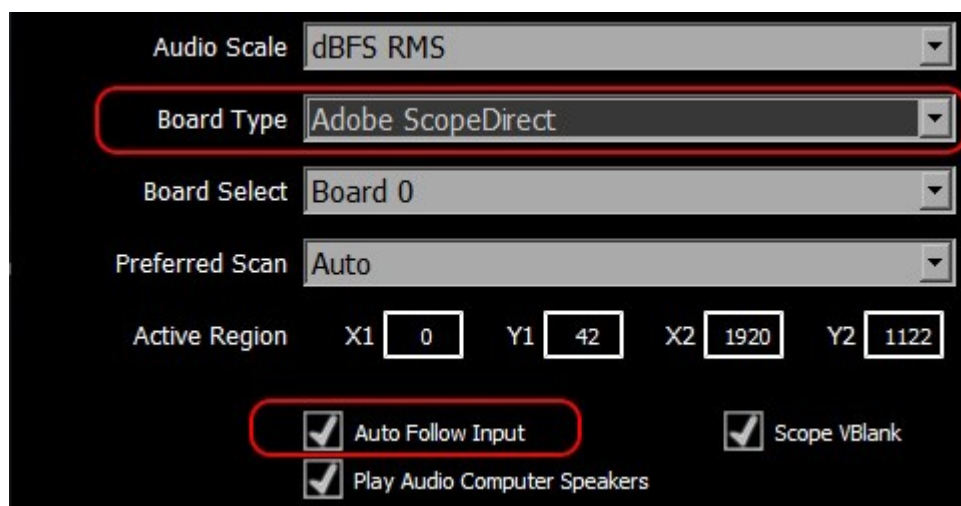 Audio Scale dBFS RMS
Board Type Adobe ScopeDirect
Board Select Board 0
Preferred Scan Auto
Active Region X1 0 Y1 42 X2 1920 Y2 1122
Auto Follow Input Scope VBlank
Play Audio Computer Speakers